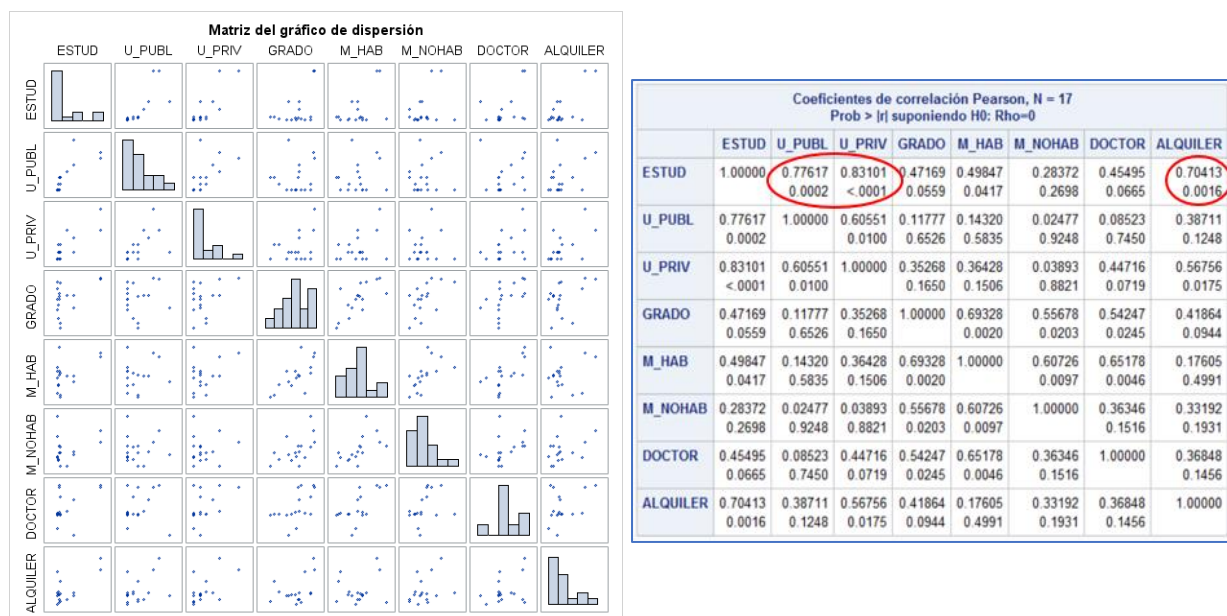 Matriz del gráfico de dispersión
ESTUD U_PUBL U_PRIV GRADO M_HAB M_NOHAB DOCTOR ALQUILER
ESTUD
U_PUBL
U_PRIV
GRADO
M_HAB
M_NOHAB
DOCTOR
ALQUILER
Coeficientes de correlación Pearson, N = 17
Prob > |r| suponiendo H0: Rho=0
ESTUD U_PUBL U_PRIV GRADO M_HAB M_NOHAB DOCTOR ALQUILER
ESTUD 1.00000 0.77617 0.83101 0.47169 0.49847 0.28372 0.45495 0.70413
0.0002 <.0001 0.0559 0.0417 0.2698 0.0665 0.0016
U_PUBL 0.77617 1.00000 0.60551 0.11777 0.14320 0.02477 0.08523 0.38711
0.0002 0.0100 0.6526 0.5835 0.9248 0.7450 0.1248
U_PRIV 0.83101 0.60551 1.00000 0.35268 0.36428 0.03893 0.44716 0.56756
<.0001 0.0100 0.1650 0.1506 0.8821 0.0719 0.0175
GRADO 0.47169 0.11777 0.35268 1.00000 0.69328 0.55678 0.54247 0.41864
0.0559 0.6526 0.1650 0.0020 0.0203 0.0245 0.0944
M_HAB 0.49847 0.14320 0.36428 0.69328 1.00000 0.60726 0.65178 0.17605
0.0417 0.5835 0.1506 0.0020 0.0097 0.0046 0.4991
M_NOHAB 0.28372 0.02477 0.03893 0.55678 0.60726 1.00000 0.36346 0.33192
0.2698 0.9248 0.8821 0.0203 0.0097 0.1516 0.1931
DOCTOR 0.45495 0.08523 0.44716 0.54247 0.65178 0.36346 1.00000 0.36848
0.0665 0.7450 0.0719 0.0245 0.0046 0.1516 0.1456
ALQUILER 0.70413 0.38711 0.56756 0.41864 0.17605 0.33192 0.36848 1.00000
0.0016 0.1248 0.0175 0.0944 0.4991 0.1931 0.1456